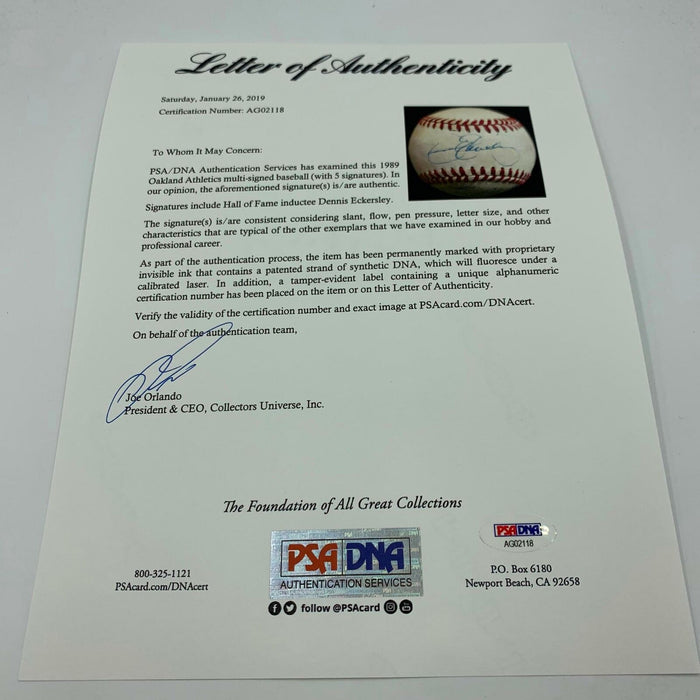 Letter of Authenticity
Saturday, January 26, 2019
Certification Number: AG02118
To Whom It May Concern:
PSA/DNA Authentication Services has examined this 1989
Oakland Athletics multi-signed baseball (with 5 signatures). In
our opinion, the aforementioned signature(s) is/are authentic.
Signatures include Hall of Fame inductee Dennis Eckersley.
The signature(s) is/are consistent considering slant, flow, pen pressure, letter size, and other
characteristics that are typical of the other exemplars that we have examined in our hobby and
professional career.
As part of the authentication process, the item has been permanently marked with proprietary
invisible ink that contains a patented strand of synthetic DNA, which will fluoresce under a
calibrated laser. In addition, a tamper-evident label containing a unique alphanumeric
certification number has been placed on the item or on this Letter of Authenticity.
Verify the validity of the certification number and exact image at PSAcard.com/DNAcert.
On behalf of the authentication team,
Joe Orlando
President & CEO, Collectors Universe, Inc.
The Foundation of All Great Collections
PSA DNA
AUTHENTICATION SERVICES
follow @PSAcard
800-325-1121
PSAcard.com/DNAcert
PSA DNA
AG02118
P.O. Box 6180
Newport Beach, CA 92658